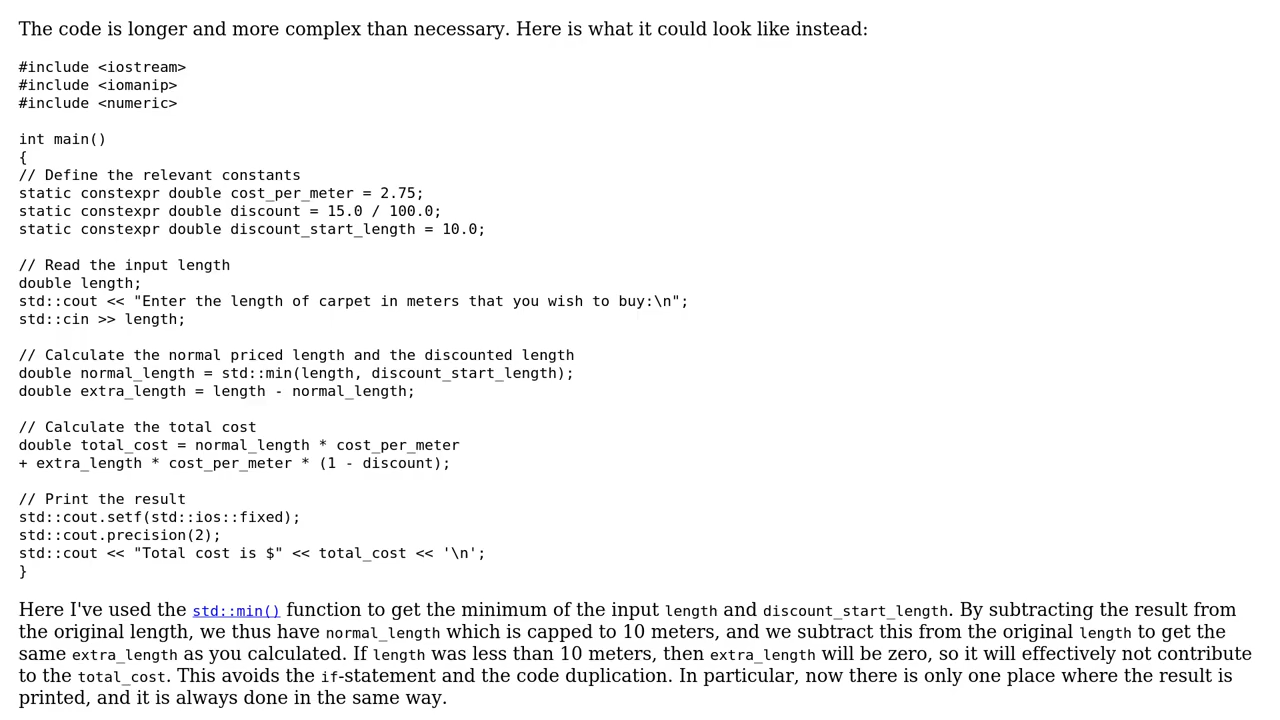 The code is longer and more complex than necessary. Here is what it could look like instead:
#include <iostream>
#include <iomanip>
#include <numeric>
int main()
{
// Define the relevant constants
static constexpr double cost_per_meter = 2.75;
static constexpr double discount = 15.0 / 100.0;
static constexpr double discount_start_length = 10.0;
// Read the input length
double length;
std::cout << "Enter the length of carpet in meters that you wish to buy:\n";
std::cin >> length;
// Calculate the normal priced length and the discounted length
double normal_length = std::min(length, discount_start_length);
double extra_length = length - normal_length;
// Calculate the total cost
double total_cost = normal_length * cost_per_meter
+ extra_length * cost_per_meter * (1 - discount);
// Print the result
std::cout.setf(std::ios::fixed);
std::cout.precision(2);
std::cout << "Total cost is $" << total_cost << '\n';
}
Here I've used the std::min() function to get the minimum of the input length and discount_start_length. By subtracting the result from
the original length, we thus have normal_length which is capped to 10 meters, and we subtract this from the original length to get the
same extra_length as you calculated. If length was less than 10 meters, then extra_length will be zero, so it will effectively not contribute
to the total_cost. This avoids the if-statement and the code duplication. In particular, now there is only one place where the result is
printed, and it is always done in the same way.